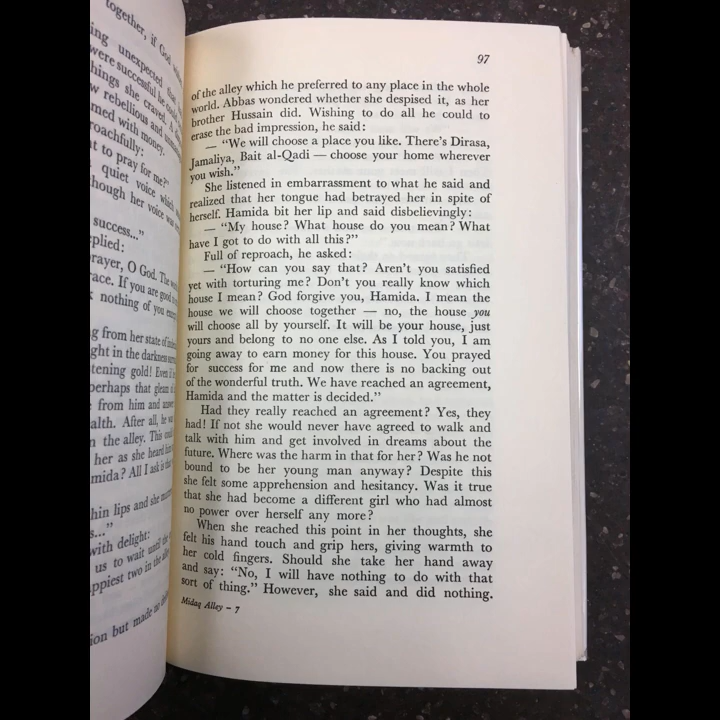 together, if God
ing unexpected
were successful he
things she craved.
w rebellious and
med with money.
roachfully:
t to pray for me?"
quiet voice which
hough her voice was
success..."
plied:
prayer, O God. The
race. If you are good
k nothing of you
g from her state of
ght in the darkness
tening gold! Even if
perhaps that gleam of
e from him and answer
alth. After all, he
n the alley. This
her as she heard him
mida? All I ask is
hin lips and she
s..."
with delight:
us to wait until the
appiest two in the alley
ion but made no
97
of the alley which he preferred to any place in the whole
world. Abbas wondered whether she despised it, as her
brother Hussain did. Wishing to do all he could to
erase the bad impression, he said:
— "We will choose a place you like. There's Dirasa,
Jamaliya, Bait al-Qadi — choose your home wherever
you wish."
She listened in embarrassment to what he said and
realized that her tongue had betrayed her in spite of
herself. Hamida bit her lip and said disbelievingly:
— "My house? What house do you mean? What
have I got to do with all this?"
Full of reproach, he asked:
— "How can you say that? Aren't you satisfied
yet with torturing me? Don't you really know which
house I mean? God forgive you, Hamida. I mean the
house we will choose together — no, the house you
will choose all by yourself. It will be your house, just
yours and belong to no one else. As I told you, I am
going away to earn money for this house. You prayed
for success for me and now there is no backing out
of the wonderful truth. We have reached an agreement,
Hamida and the matter is decided."
Had they really reached an agreement? Yes, they
had! If not she would never have agreed to walk and
talk with him and get involved in dreams about the
future. Where was the harm in that for her? Was he not
bound to be her young man anyway? Despite this
she felt some apprehension and hesitancy. Was it true
that she had become a different girl who had almost
no power over herself any more?
When she reached this point in her thoughts, she
felt his hand touch and grip hers, giving warmth to
her cold fingers. Should she take her hand away
and say: "No, I will have nothing to do with that
sort of thing." However, she said and did nothing.
Midaq Alley – 7